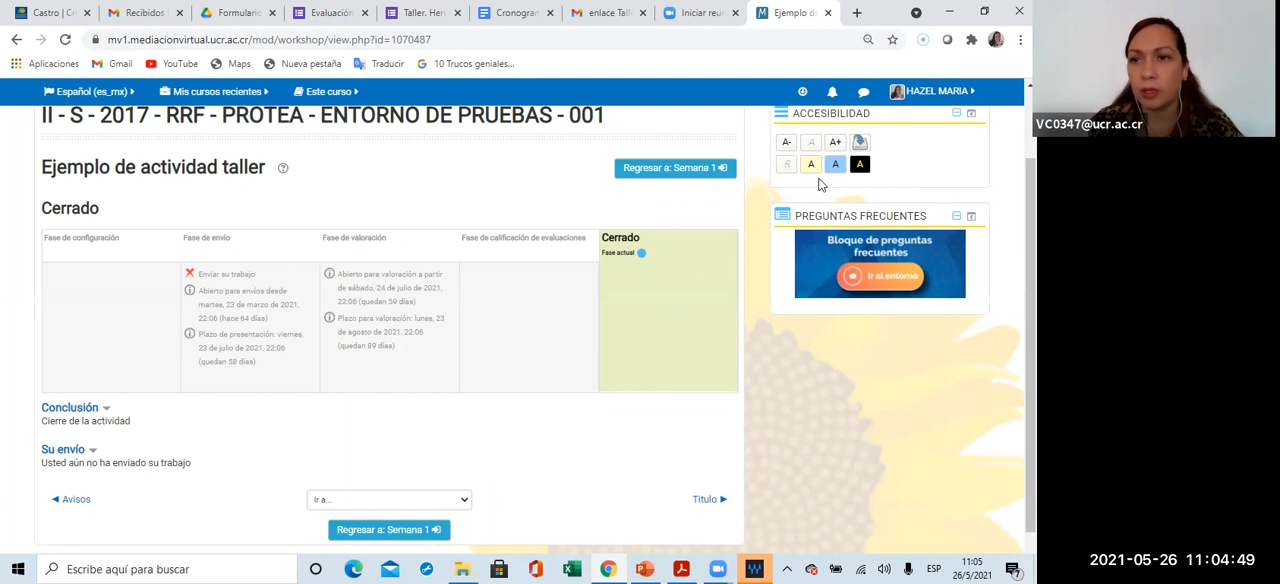 Castro | Cr
Recibidos
Formulario
Evaluación
Taller. Her
Cronogram
enlace Tall
Iniciar reu
Ejemplo de
mv1.mediacionvirtual.ucr.ac.cr/mod/workshop/view.php?id=1070487
Aplicaciones Gmail YouTube Maps Nueva pestaña Traducir 10 Trucos geniales...
Español (es_mx) Mis cursos recientes Este curso HAZEL MARIA
II - S - 2017 - RRF - PROTEA - ENTORNO DE PRUEBAS - 001
Ejemplo de actividad taller
Regresar a: Semana 1
Cerrado
Fase de configuración
Fase de envío
Enviar su trabajo
Abierto para envíos desde
martes, 23 de marzo de 2021,
22:06 (hace 64 días)
Plazo de presentación: viernes,
23 de julio de 2021, 22:06
(quedan 58 días)
Fase de valoración
Abierto para valoración a partir
de sábado, 24 de julio de 2021,
22:06 (quedan 59 días)
Plazo para valoración: lunes, 23
de agosto de 2021, 22:06
(quedan 89 días)
Fase de calificación de evaluaciones
Cerrado
Fase actual
Conclusión
Cierre de la actividad
Su envío
Usted aún no ha enviado su trabajo
Avisos
Ir a...
Titulo
Regresar a: Semana 1
ACCESIBILIDAD
A- A A+
R A A A
PREGUNTAS FRECUENTES
Bloque de preguntas
frecuentes
Ir al entorno
VC0347@ucr.ac.cr
Escribe aquí para buscar
ESP
11:05
26/5/2021
2021-05-26 11:04:49